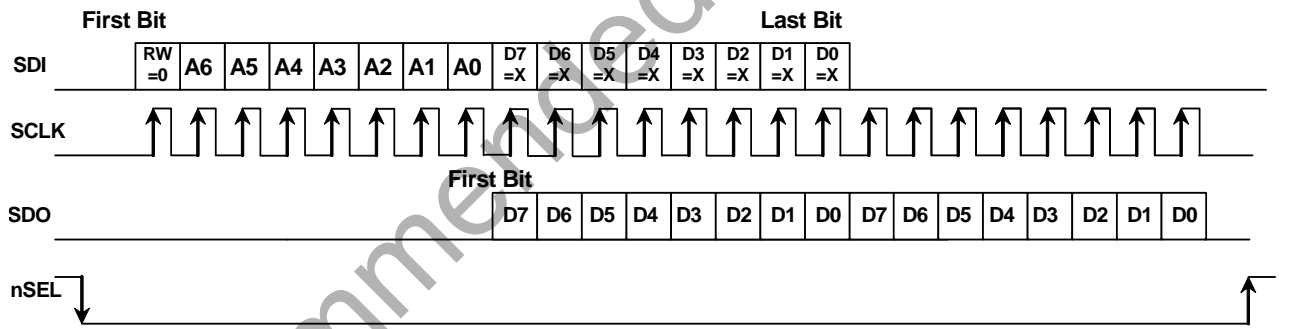 First Bit Last Bit
SDI RW =0 A6 A5 A4 A3 A2 A1 A0 D7 =X D6 =X D5 =X D4 =X D3 =X D2 =X D1 =X D0 =X
SCLK
First Bit
SDO D7 D6 D5 D4 D3 D2 D1 D0 D7 D6 D5 D4 D3 D2 D1 D0
nSEL
mmended